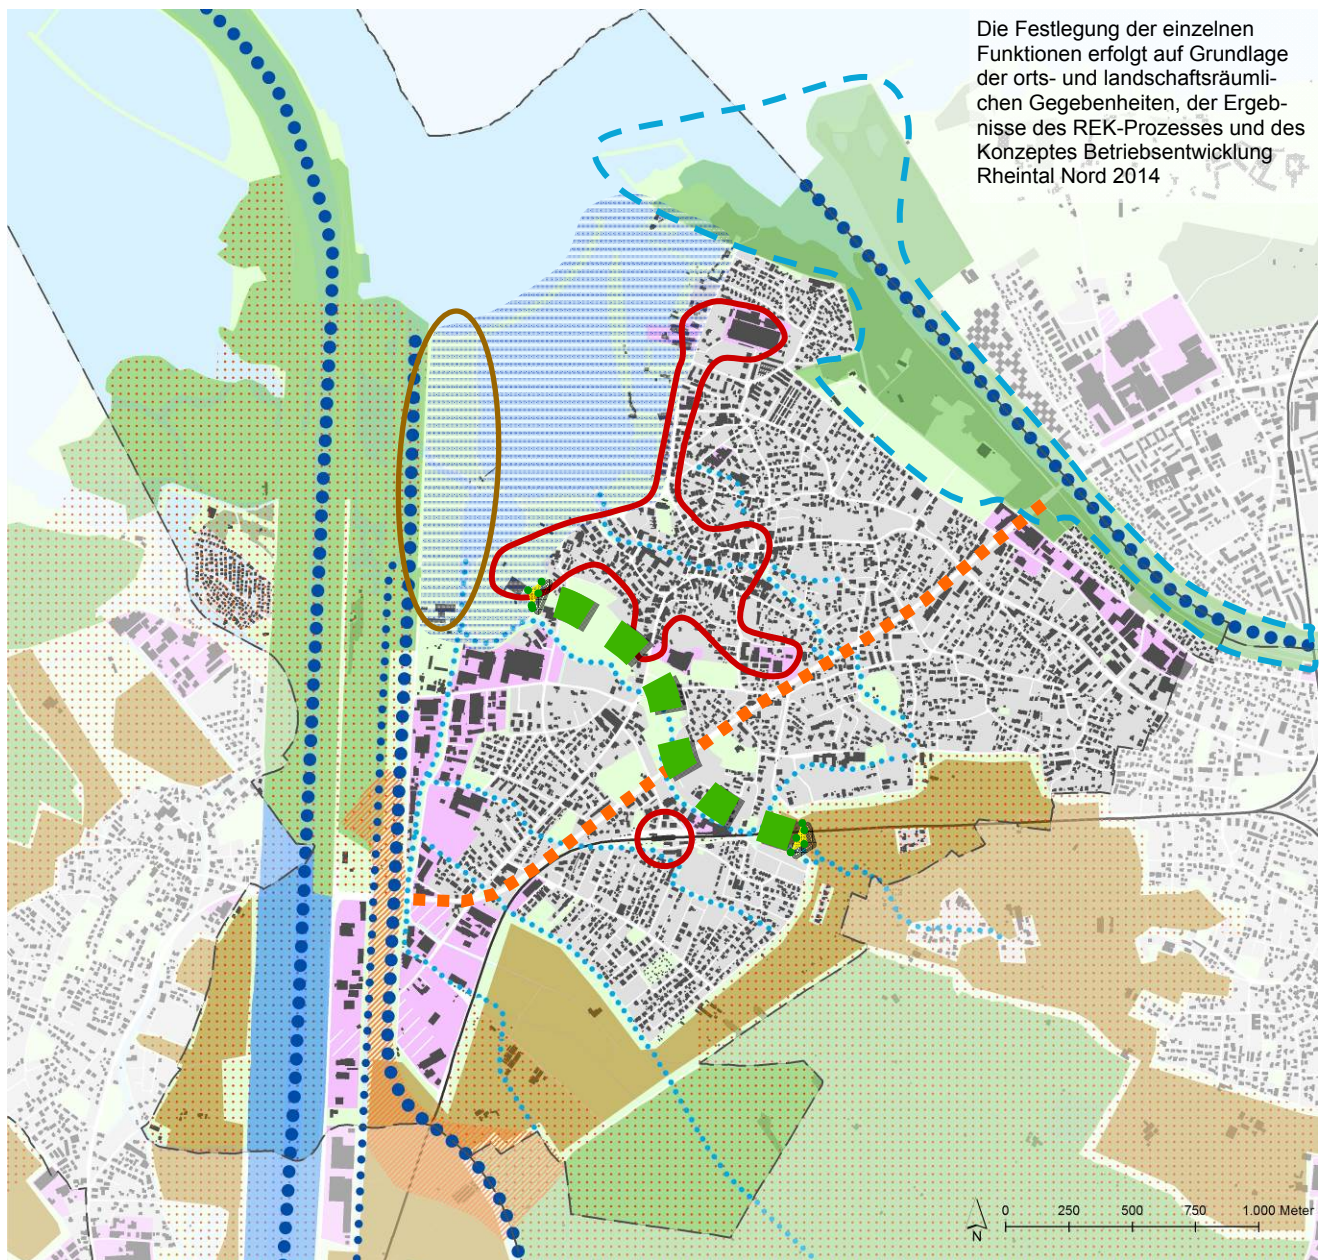 Die Festlegung der einzelnen
Funktionen erfolgt auf Grundlage
der orts- und landschaftsräumli-
chen Gegebenheiten, der Ergeb-
nisse des REK-Prozesses und des
Konzeptes Betriebsentwicklung
Rheintal Nord 2014
0 250 500 750 1.000 Meter
N